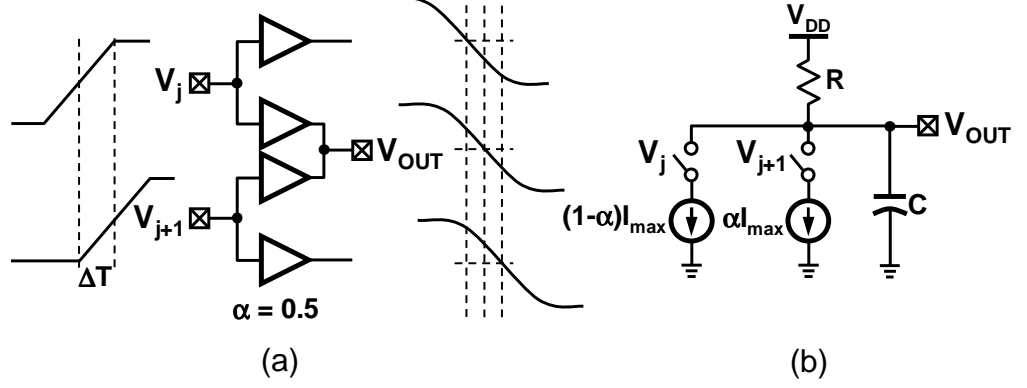 V_j
V_OUT
V_j+1
ΔT
α = 0.5
(a)
V_DD
R
V_OUT
V_j
V_j+1
(1-α)I_max
αI_max
C
(b)